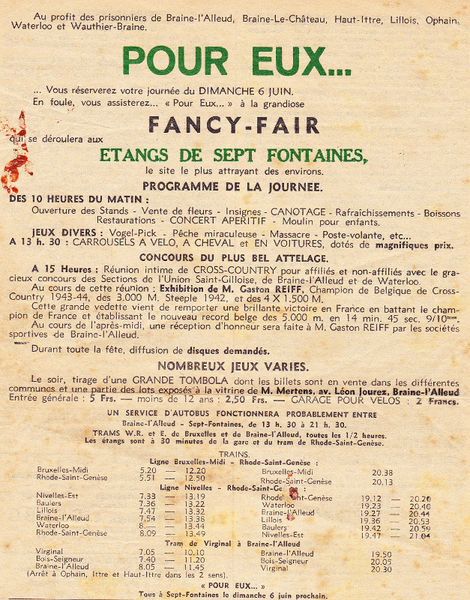 Au profit des prisonniers de Braine-l'Alleud, Braine-Le-Château, Haut-Ittre, Lillois, Ophain,
Waterloo et Wauthier-Braine.
POUR EUX...
... Vous réserverez votre journée du DIMANCHE 6 JUIN.
En foule, vous assisterez... « Pour Eux... » à la grandiose
FANCY-FAIR
qui se déroulera aux
ETANGS DE SEPT FONTAINES,
le site le plus attrayant des environs.
PROGRAMME DE LA JOURNÉE.
DES 10 HEURES DU MATIN :
Ouverture des Stands - Vente de fleurs - Insignes - CANOTAGE - Rafraîchissements - Boissons
Restaurations - CONCERT APERITIF - Moulin pour enfants.
JEUX DIVERS : Vogel-Pick - Pêche miraculeuse - Massacre - Poste-volante, etc...
A 13 h. 30 : CARROUSELS A VELO, A CHEVAL et EN VOITURES, dotés de magnifiques prix.
CONCOURS DU PLUS BEL ATTELAGE.
A 15 Heures : Réunion intime de CROSS-COUNTRY pour affiliés et non-affiliés avec le gra-
cieux concours des Sections de l'Union Saint-Gilloise, de Braine-l'Alleud et de Waterloo.
Au cours de cette réunion : Exhibition de M. Gaston REIFF, Champion de Belgique de Cross-
Country 1943-44, des 3.000 M. Steeple 1942, et des 4 X 1.500 M.
Cette grande vedette vient de remporter une brillante victoire en France en battant le cham-
pion de France et établissant le nouveau record belge des 5.000 m. en 14 min. 45 sec. 9/10me.
Au cours de l'après-midi, une réception d'honneur sera faite à M. Gaston REIFF par les sociétés
sportives de Braine-l'Alleud.
Durant toute la fête, diffusion de disques demandés.
NOMBREUX JEUX VARIES.
Le soir, tirage d'une GRANDE TOMBOLA dont les billets sont en vente dans les différentes
communes et une partie des lots exposés à la vitrine de M. Mertens, av. Léon Jourez, Braine-l'Alleud
Entrée générale : 5 Frs. — moins de 12 ans : 2,50 Frs. — GARAGE POUR VELOS : 2 Francs.
UN SERVICE D'AUTOBUS FONCTIONNERA PROBABLEMENT ENTRE
Braine-l'Alleud - Sept-Fontaines, de 13 h. 30 à 21 h. 30.
TRAMS W.R. et E. de Bruxelles et de Braine-l'Alleud, toutes les 1/2 heures.
Les étangs sont à 30 minutes de la gare et du tram de Rhode-Saint-Genèse.
TRAINS.
Ligne Bruxelles-Midi - Rhode-Saint-Genèse :
Bruxelles-Midi 5.20 — 12.20 Bruxelles-Midi 20.38
Rhode-Saint-Genèse 5.51 — 12.50 Rhode-Saint-Genèse 20.13
Ligne Nivelles - Rhode-Saint-Ge
Nivelles-Est 7.33 — 13.19 Rhode-Saint-Genèse 19.12 — 20.20
Baulers 7.36 — 13.22 Waterloo 19.23 — 20.40
Lillois 7.47 — 13.32 Braine-l'Alleud 19.27 — 20.44
Braine-l'Alleud 7.54 — 13.38 Lillois 19.36 — 20.53
Waterloo 8.— — 13.44 Baulers 19.42 — 20.59
Rhode-Saint-Genèse 8.09 — 13.49 Nivelles-Est 19.47 — 21.04
Tram de Virginal à Braine-l'Alleud
Virginal 7.05 — 10.10 Braine-l'Alleud 19.50
Bois-Seigneur 7.40 — 11.20 Bois-Seigneur 20.05
Braine-l'Alleud 8.00 — 11.40 Virginal 20.30
(Arrêt à Ophain, Ittre et Haut-Ittre dans les 2 sens).
« POUR EUX... »
Tous à Sept-Fontaines le dimanche 6 juin prochain.